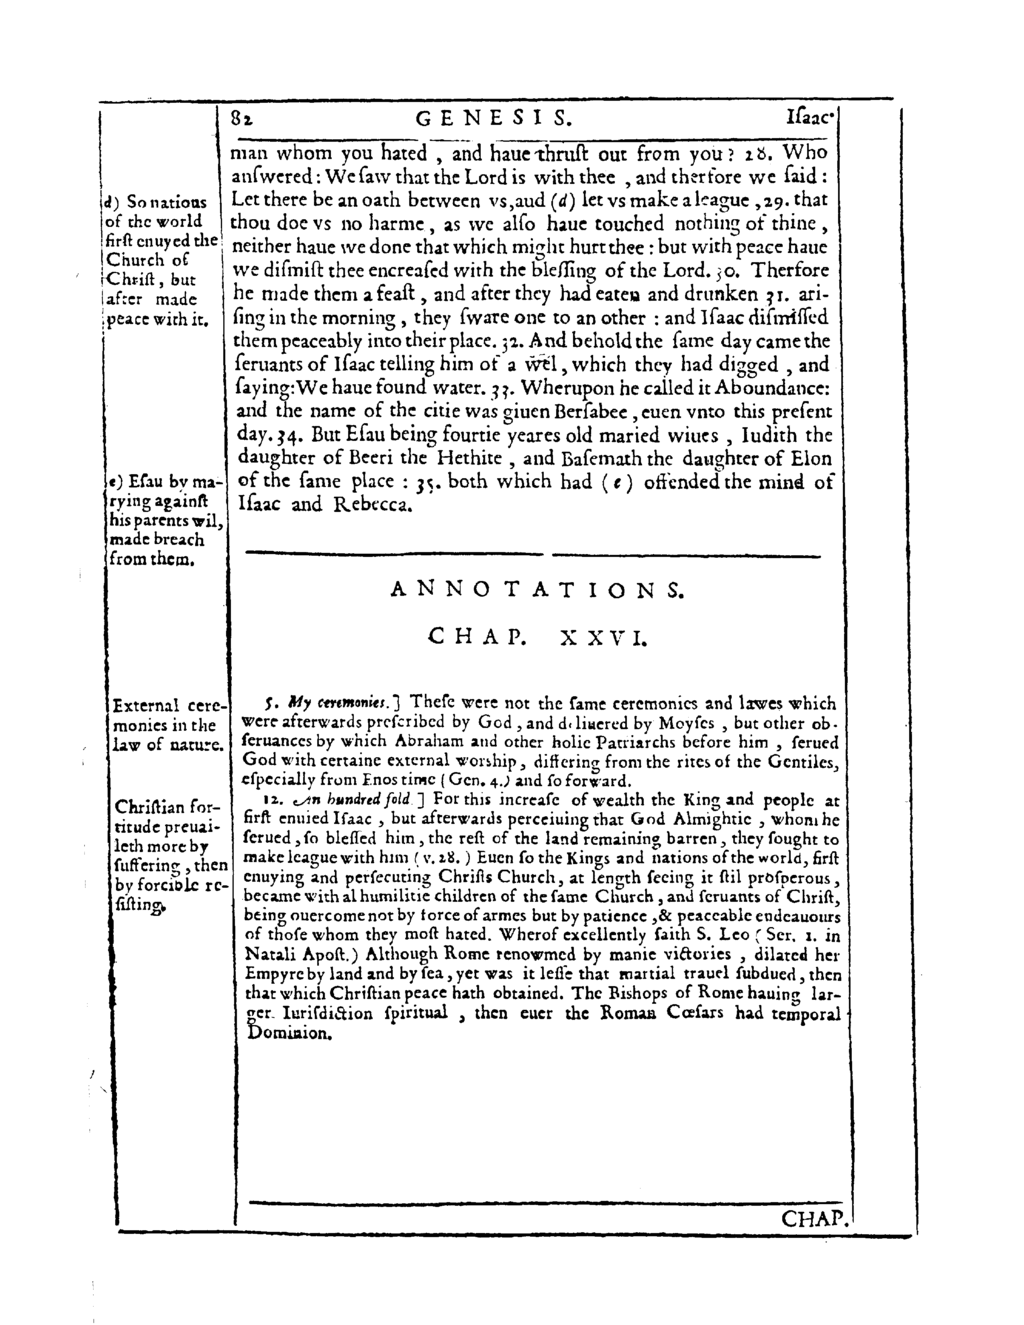 82 GENESIS. Iſaac
man whom you hated , and haue thruſt out from you? 28. Who
anſwered: We ſaw that the Lord is with thee , and therfore we ſaid :
Let there be an oath between vs,aud (d) let vs make a league ,29. that
thou doe vs no harme, as we alſo haue touched nothing of thine ,
neither haue we done that which might hurt thee : but with peace haue
we diſmiſt thee encreaſed with the bleſſing of the Lord. 30. Therfore
he made them a feaſt , and after they had eaten and drunken 31. ari-
ſing in the morning , they ſware one to an other : and Iſaac diſmiſſed
them peaceably into their place. 32. And behold the ſame day came the
ſeruants of Iſaac telling him of a wel, which they had digged , and
ſaying:We haue found water. 33. Wherupon he called it Aboundance:
and the name of the citie was giuen Berſabee ,euen vnto this preſent
day. 34. But Eſau being fourtie yeares old maried wiues , Iudith the
daughter of Beeri the Hethite , and Baſemath the daughter of Elon
of the ſame place : 35. both which had (e) offended the mind of
Iſaac and Rebecca.
d) So nations
of the world
firſt enuyed the
Church of
Chriſt , but
after made
peace with it.
e) Eſau by ma-
rying againſt
his parents wil,
made breach
from them.
ANNOTATIONS.
CHAP. XXVI.
5. My ceremonies.] Theſe were not the ſame ceremonies and lawes which
were afterwards preſcribed by God , and deliuered by Moyſes , but other ob-
ſeruances by which Abraham and other holie Patriarchs before him , ſerued
God with certaine external worship , differing from the rites of the Gentiles,
eſpecially from Enos time (Gen. 4.) and ſo forward.
12. An hundred fold ] For this increaſe of wealth the King and people at
firſt enuied Iſaac , but afterwards perceiuing that God Almightie , whom he
ſerued ,ſo bleſſed him , the reſt of the land remaining barren , they ſought to
make league with him (v. 28. ) Euen ſo the Kings and nations of the world, firſt
enuying and perſecuting Chriſts Church, at length ſeeing it ſtil proſperous ,
became with al humilitie children of the ſame Church , and ſeruants of Chriſt,
being ouercome not by force of armes but by patience ,& peaceable endeauours
of thoſe whom they moſt hated. Wherof excellently ſaith S. Leo ( Ser. 1. in
Natali Apoſt.) Although Rome renowmed by manie victories , dilated her
Empyre by land and by ſea, yet was it leſſe that martial trauel ſubdued, then
that which Chriſtian peace hath obtained. The Bishops of Rome hauing lar-
ger Iuriſdiction ſpiritual , then euer the Roman Cœſars had temporal
Dominion.
External cere-
monies in the
law of nature.
Chriſtian for-
titude preuai-
leth more by
ſuffering , then
by forcible re-
ſiſting.
CHAP.